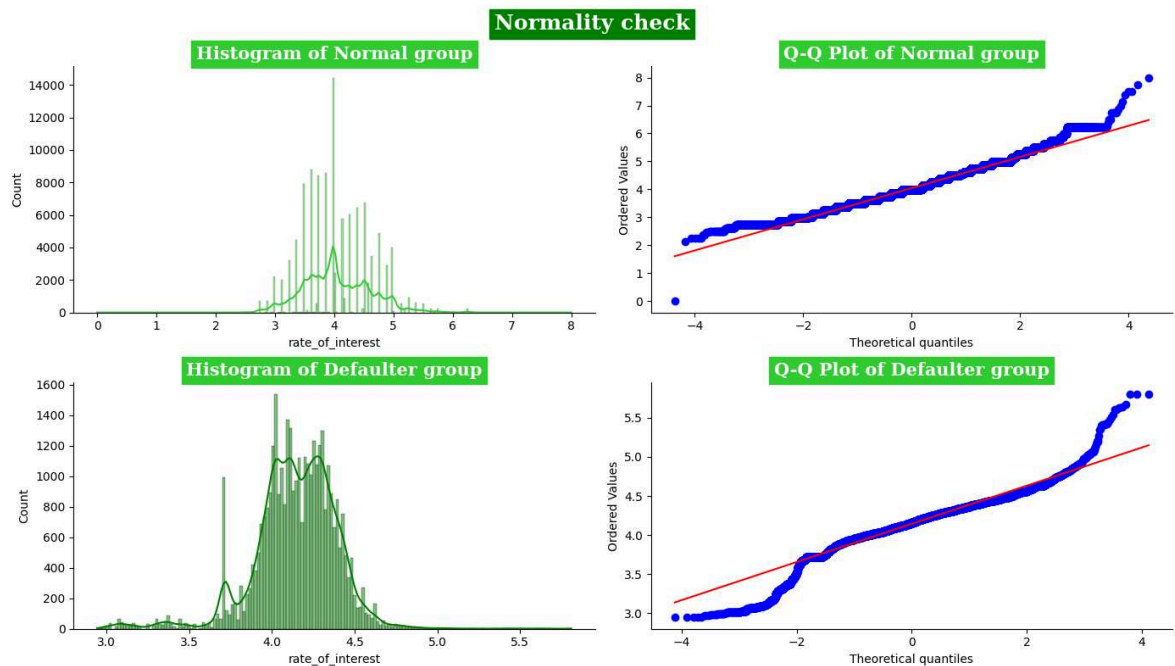 Normality check
Histogram of Normal group
14000
12000
10000
8000
6000
4000
2000
0
Count
0 1 2 3 4 5 6 7 8
rate_of_interest
Q-Q Plot of Normal group
8
7
6
5
4
3
2
1
0
Ordered Values
−4 −2 0 2 4
Theoretical quantiles
Histogram of Defaulter group
1600
1400
1200
1000
800
600
400
200
0
Count
3.0 3.5 4.0 4.5 5.0 5.5
rate_of_interest
Q-Q Plot of Defaulter group
5.5
5.0
4.5
4.0
3.5
3.0
Ordered Values
−4 −2 0 2 4
Theoretical quantiles